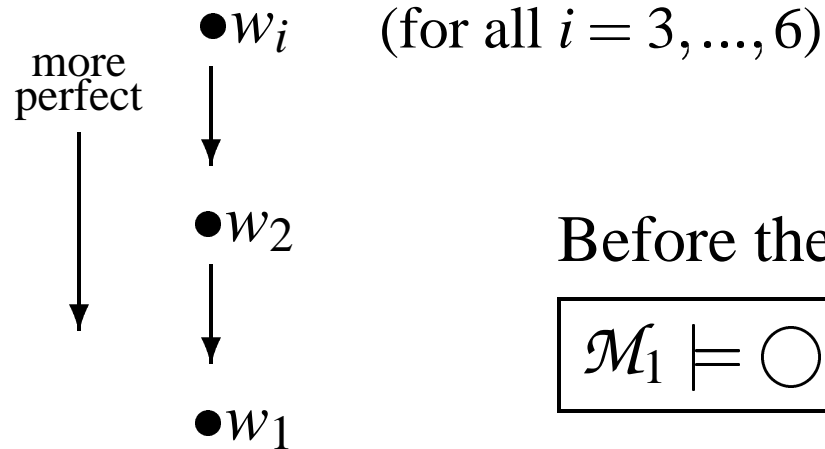 w_i (for all i = 3,...,6)
more
perfect
w_2
Before the
ℳ_1 ⊨ ◯
w_1